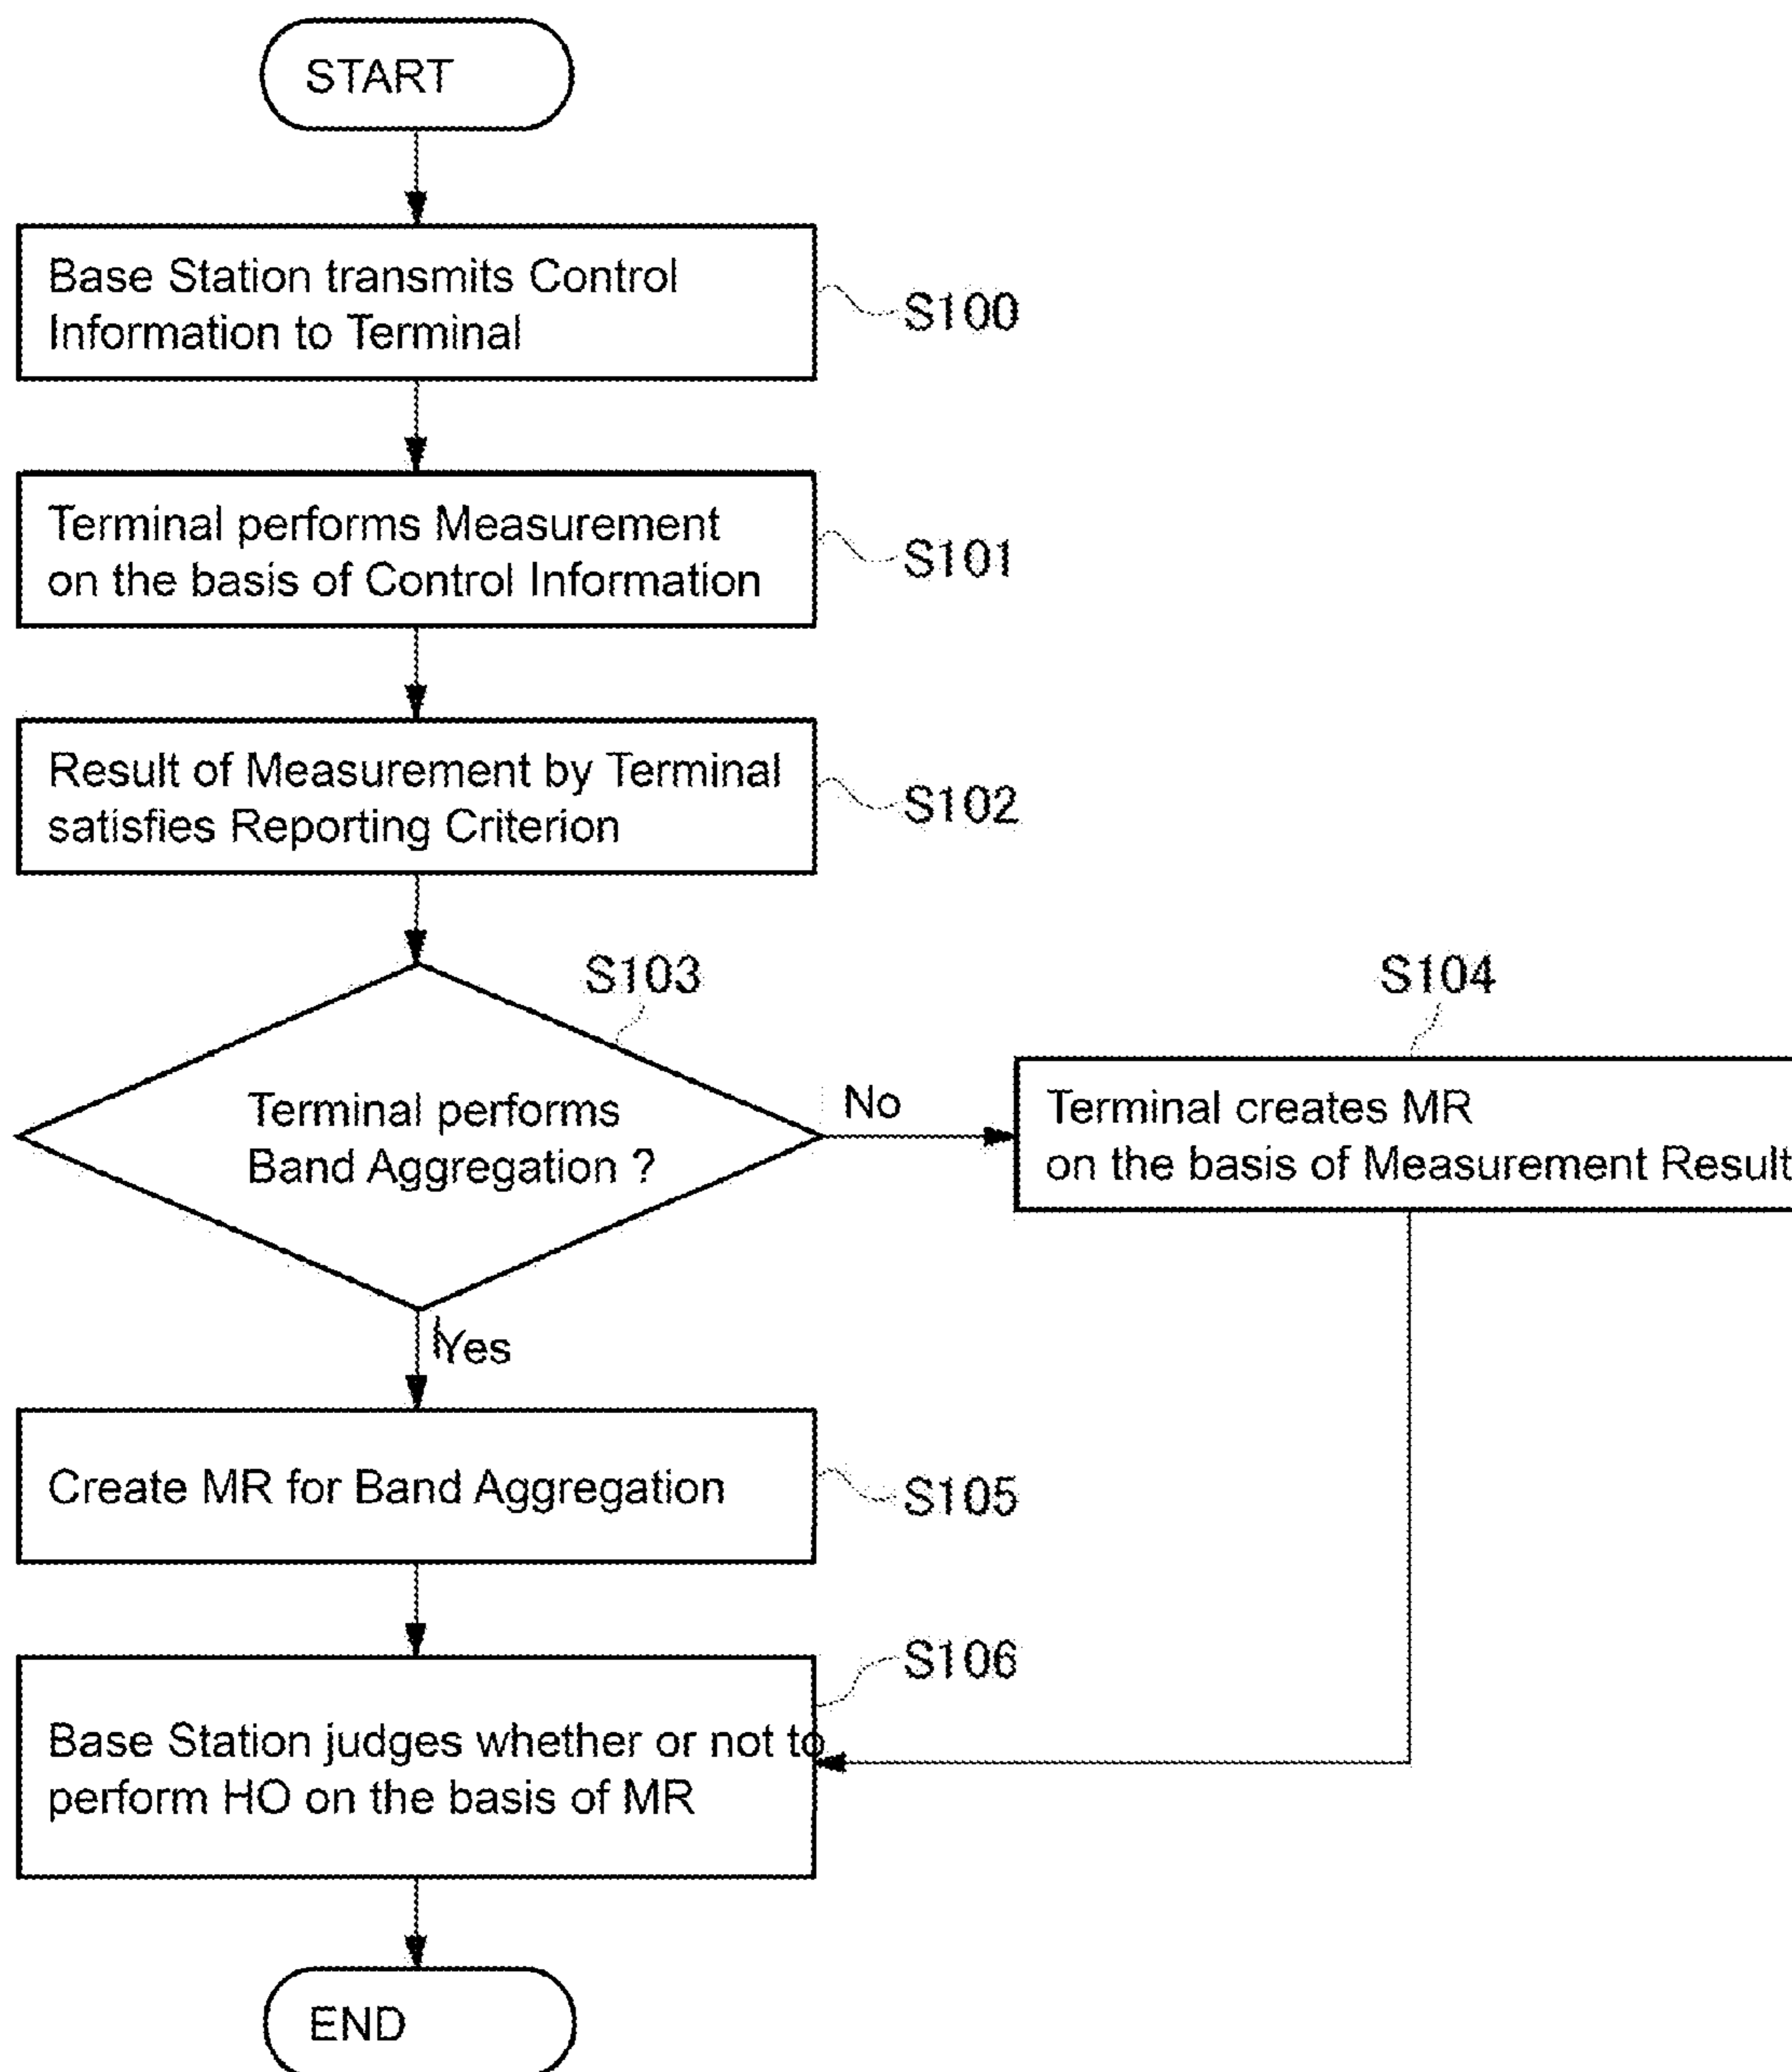 START
Base Station transmits Control
Information to Terminal
S100
Terminal performs Measurement
on the basis of Control Information
S101
Result of Measurement by Terminal
satisfies Reporting Criterion
S102
S103
Terminal performs
Band Aggregation ?
No
S104
Terminal creates MR
on the basis of Measurement Result
Yes
Create MR for Band Aggregation
S105
S106
Base Station judges whether or not to
perform HO on the basis of MR
END